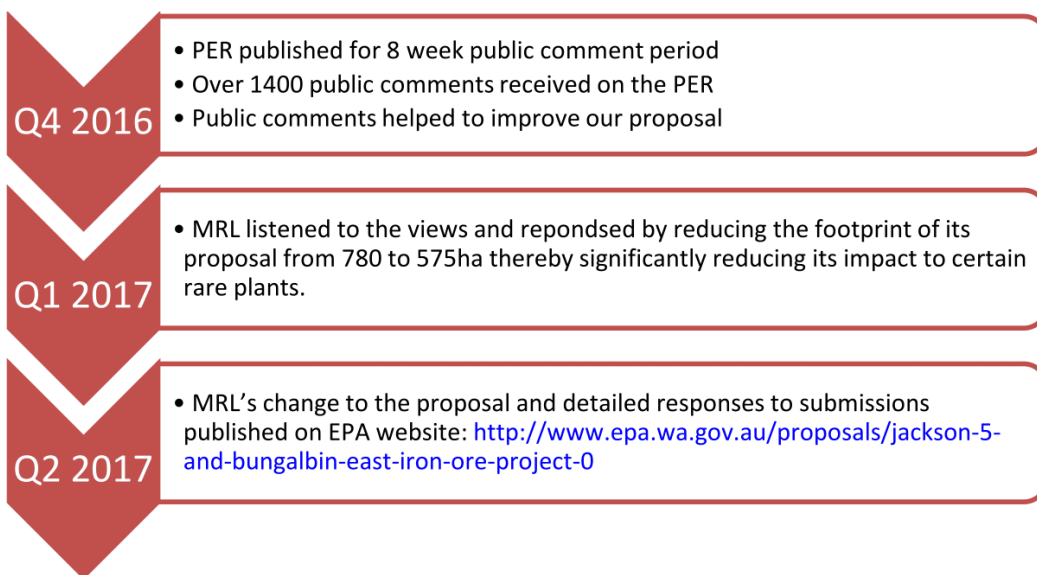 Q4 2016
• PER published for 8 week public comment period
• Over 1400 public comments received on the PER
• Public comments helped to improve our proposal
Q1 2017
• MRL listened to the views and repondsed by reducing the footprint of its
proposal from 780 to 575ha thereby significantly reducing its impact to certain
rare plants.
Q2 2017
• MRL’s change to the proposal and detailed responses to submissions
published on EPA website: http://www.epa.wa.gov.au/proposals/jackson-5-
and-bungalbin-east-iron-ore-project-0